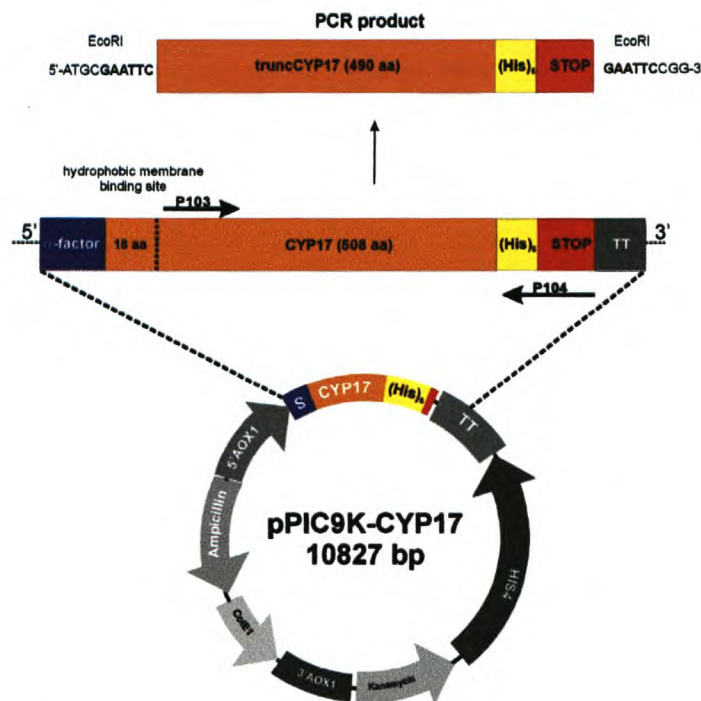 PCR product
EcoRI
EcoRI
5'-ATGCGAATTC
truncCYP17 (490 aa)
(His)₆
STOP
GAATTCCGG-3
hydrophobic membrane
binding site
P103
5'
α-factor
18 aa
CYP17 (508 aa)
(His)₆
STOP
TT
3'
P104
S
CYP17
(His)₆
TT
5'AOX1
Ampicillin
pPIC9K-CYP17
10827 bp
HIS4
ColE1
3'AOX1
Kanamycin